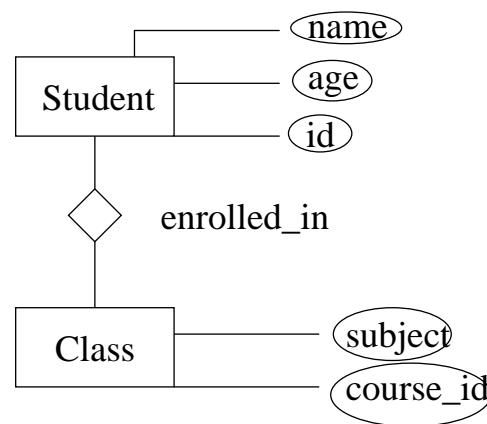 name
Student
age
id
enrolled_in
Class
subject
course_id